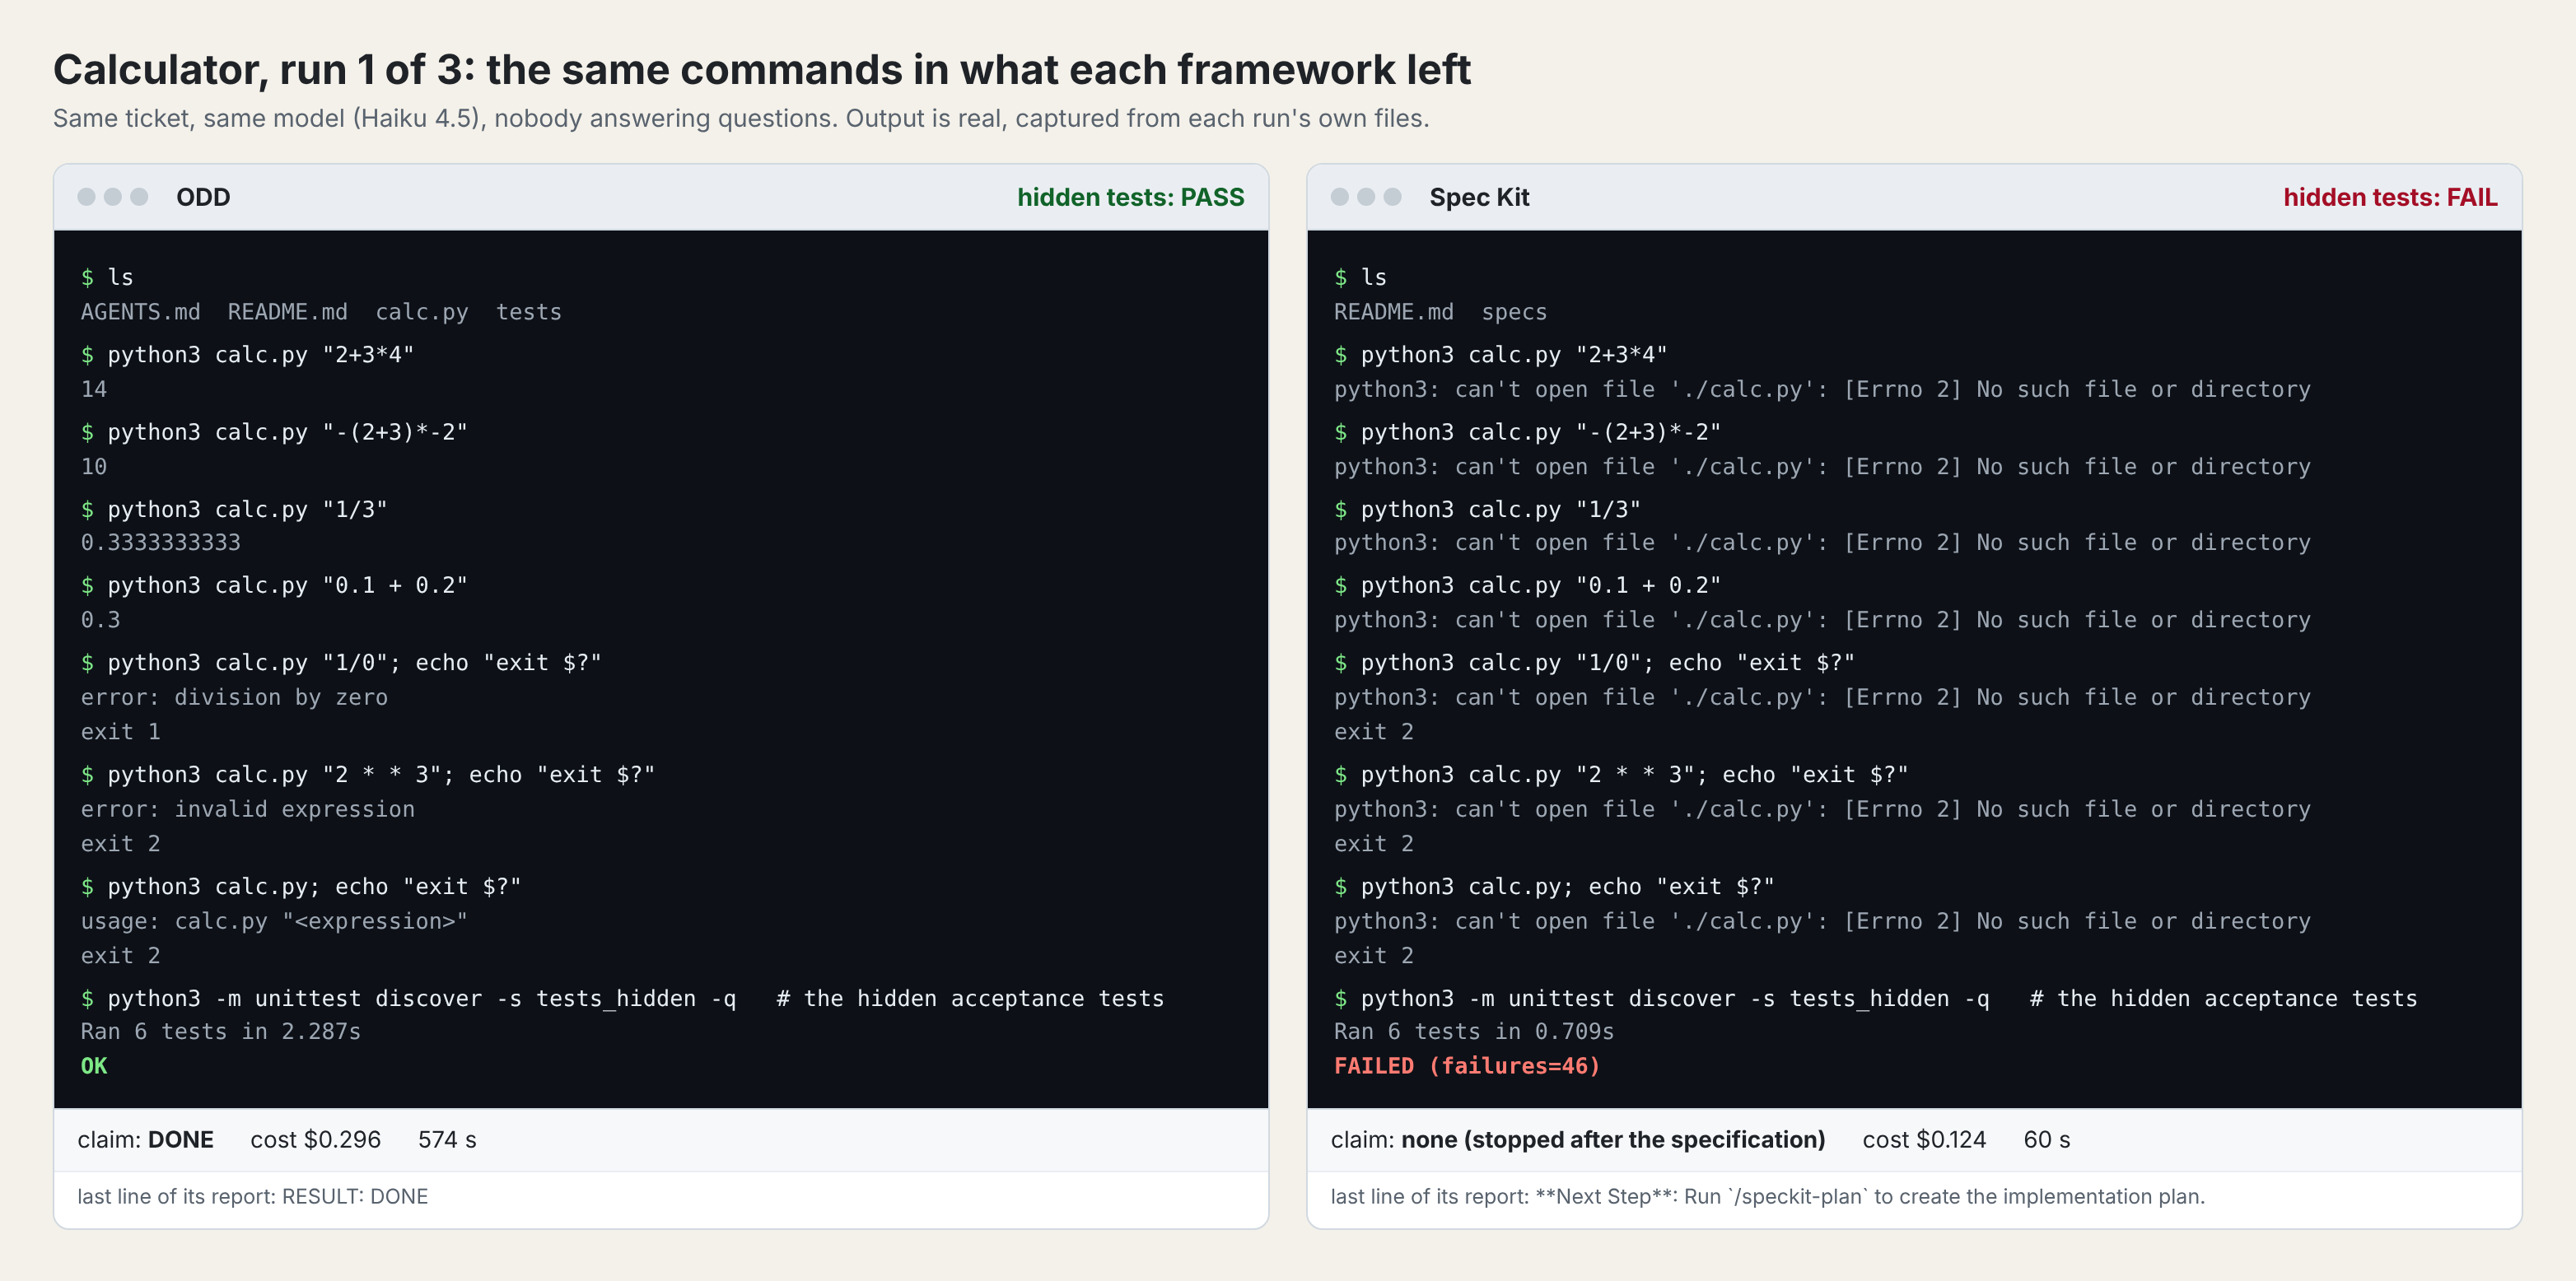 Calculator, run 1 of 3: the same commands in what each framework left
Same ticket, same model (Haiku 4.5), nobody answering questions. Output is real, captured from each run's own files.
ODD
hidden tests: PASS
$ ls
AGENTS.md  README.md  calc.py  tests
$ python3 calc.py "2+3*4"
14
$ python3 calc.py "-(2+3)*-2"
10
$ python3 calc.py "1/3"
0.3333333333
$ python3 calc.py "0.1 + 0.2"
0.3
$ python3 calc.py "1/0"; echo "exit $?"
error: division by zero
exit 1
$ python3 calc.py "2 * * 3"; echo "exit $?"
error: invalid expression
exit 2
$ python3 calc.py; echo "exit $?"
usage: calc.py "<expression>"
exit 2
$ python3 -m unittest discover -s tests_hidden -q   # the hidden acceptance tests
Ran 6 tests in 2.287s
OK
claim: DONE   cost $0.296   574 s
last line of its report: RESULT: DONE
Spec Kit
hidden tests: FAIL
$ ls
README.md  specs
$ python3 calc.py "2+3*4"
python3: can't open file './calc.py': [Errno 2] No such file or directory
$ python3 calc.py "-(2+3)*-2"
python3: can't open file './calc.py': [Errno 2] No such file or directory
$ python3 calc.py "1/3"
python3: can't open file './calc.py': [Errno 2] No such file or directory
$ python3 calc.py "0.1 + 0.2"
python3: can't open file './calc.py': [Errno 2] No such file or directory
$ python3 calc.py "1/0"; echo "exit $?"
python3: can't open file './calc.py': [Errno 2] No such file or directory
exit 2
$ python3 calc.py "2 * * 3"; echo "exit $?"
python3: can't open file './calc.py': [Errno 2] No such file or directory
exit 2
$ python3 calc.py; echo "exit $?"
python3: can't open file './calc.py': [Errno 2] No such file or directory
exit 2
$ python3 -m unittest discover -s tests_hidden -q   # the hidden acceptance tests
Ran 6 tests in 0.709s
FAILED (failures=46)
claim: none (stopped after the specification)   cost $0.124   60 s
last line of its report: **Next Step**: Run `/speckit-plan` to create the implementation plan.